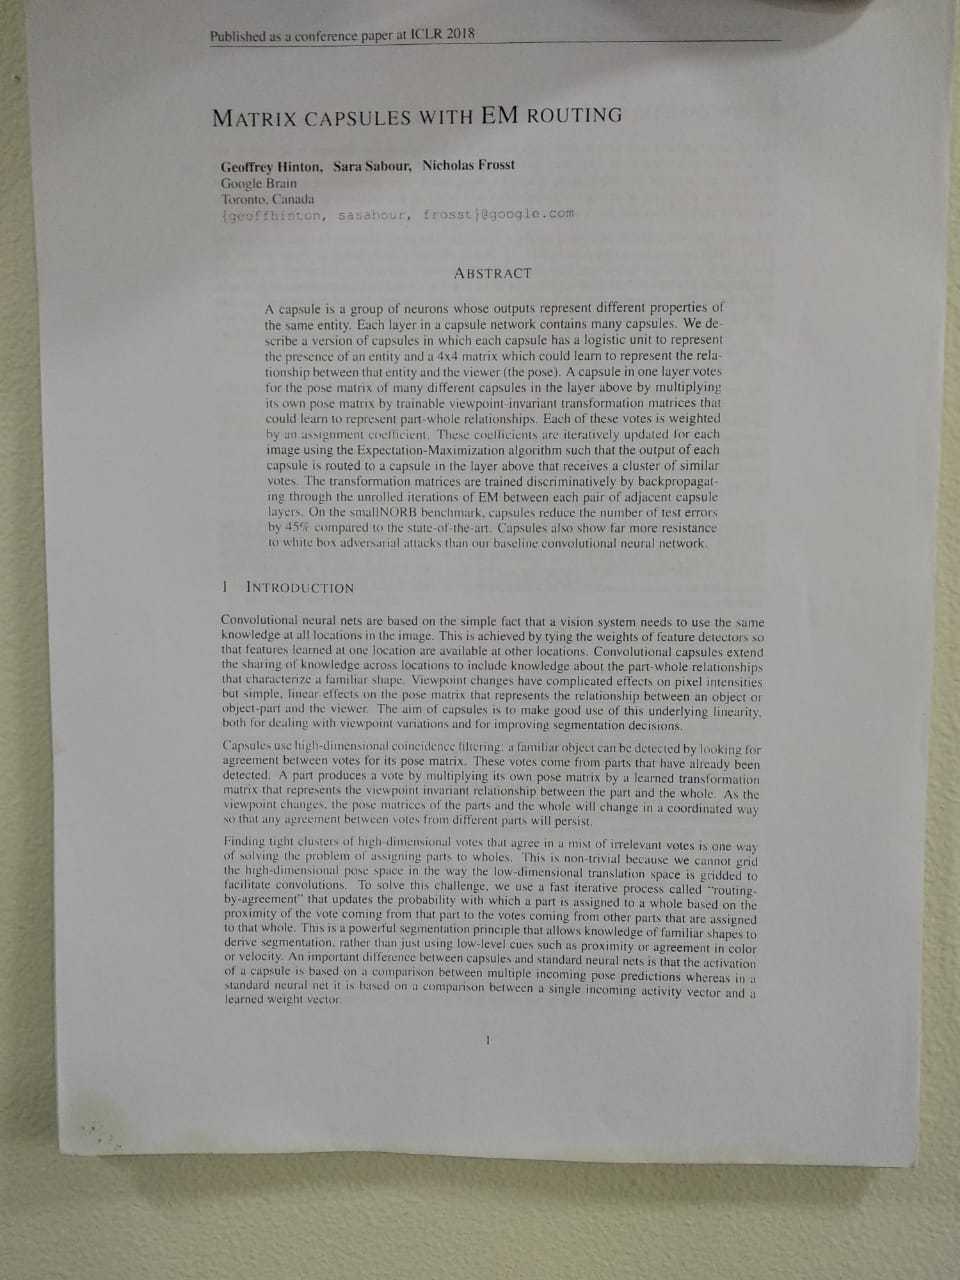 Published as a conference paper at ICLR 2018
MATRIX CAPSULES WITH EM ROUTING
Geoffrey Hinton, Sara Sabour, Nicholas Frosst
Google Brain
Toronto, Canada
{geoffhinton, sasabour, frosst}@google.com
ABSTRACT
A capsule is a group of neurons whose outputs represent different properties of
the same entity. Each layer in a capsule network contains many capsules. We de-
scribe a version of capsules in which each capsule has a logistic unit to represent
the presence of an entity and a 4x4 matrix which could learn to represent the rela-
tionship between that entity and the viewer (the pose). A capsule in one layer votes
for the pose matrix of many different capsules in the layer above by multiplying
its own pose matrix by trainable viewpoint-invariant transformation matrices that
could learn to represent part-whole relationships. Each of these votes is weighted
by an assignment coefficient. These coefficients are iteratively updated for each
image using the Expectation-Maximization algorithm such that the output of each
capsule is routed to a capsule in the layer above that receives a cluster of similar
votes. The transformation matrices are trained discriminatively by backpropagat-
ing through the unrolled iterations of EM between each pair of adjacent capsule
layers. On the smallNORB benchmark, capsules reduce the number of test errors
by 45% compared to the state-of-the-art. Capsules also show far more resistance
to white box adversarial attacks than our baseline convolutional neural network.
1 INTRODUCTION
Convolutional neural nets are based on the simple fact that a vision system needs to use the same
knowledge at all locations in the image. This is achieved by tying the weights of feature detectors so
that features learned at one location are available at other locations. Convolutional capsules extend
the sharing of knowledge across locations to include knowledge about the part-whole relationships
that characterize a familiar shape. Viewpoint changes have complicated effects on pixel intensities
but simple, linear effects on the pose matrix that represents the relationship between an object or
object-part and the viewer. The aim of capsules is to make good use of this underlying linearity,
both for dealing with viewpoint variations and for improving segmentation decisions.
Capsules use high-dimensional coincidence filtering: a familiar object can be detected by looking for
agreement between votes for its pose matrix. These votes come from parts that have already been
detected. A part produces a vote by multiplying its own pose matrix by a learned transformation
matrix that represents the viewpoint invariant relationship between the part and the whole. As the
viewpoint changes, the pose matrices of the parts and the whole will change in a coordinated way
so that any agreement between votes from different parts will persist.
Finding tight clusters of high-dimensional votes that agree in a mist of irrelevant votes is one way
of solving the problem of assigning parts to wholes. This is non-trivial because we cannot grid
the high-dimensional pose space in the way the low-dimensional translation space is gridded to
facilitate convolutions. To solve this challenge, we use a fast iterative process called “routing-
by-agreement” that updates the probability with which a part is assigned to a whole based on the
proximity of the vote coming from that part to the votes coming from other parts that are assigned
to that whole. This is a powerful segmentation principle that allows knowledge of familiar shapes to
derive segmentation, rather than just using low-level cues such as proximity or agreement in color
or velocity. An important difference between capsules and standard neural nets is that the activation
of a capsule is based on a comparison between multiple incoming pose predictions whereas in a
standard neural net it is based on a comparison between a single incoming activity vector and a
learned weight vector.
1